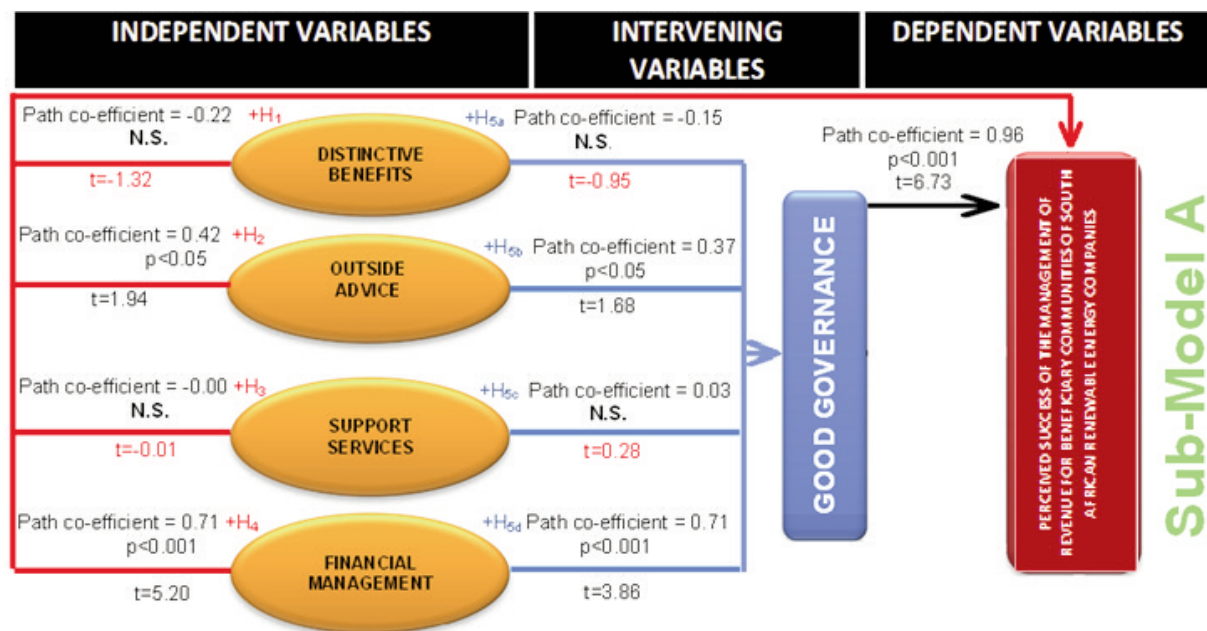 INDEPENDENT VARIABLES
INTERVENING
VARIABLES
DEPENDENT VARIABLES
Path co-efficient = -0.22 +H₁
N.S.
t=-1.32
DISTINCTIVE
BENEFITS
+H₅ₐ Path co-efficient = -0.15
N.S.
t=-0.95
Path co-efficient = 0.42 +H₂
p<0.05
t=1.94
OUTSIDE
ADVICE
+H5b Path co-efficient = 0.37
p<0.05
t=1.68
Path co-efficient = -0.00 +H₃
N.S.
t=-0.01
SUPPORT
SERVICES
+H5c Path co-efficient = 0.03
N.S.
t=0.28
Path co-efficient = 0.71 +H₄
p<0.001
t=5.20
FINANCIAL
MANAGEMENT
+H5d Path co-efficient = 0.71
p<0.001
t=3.86
GOOD GOVERNANCE
Path co-efficient = 0.96
p<0.001
t=6.73
PERCEIVED SUCCESS OF THE MANAGEMENT OF
REVENUE FOR BENEFICIARY COMMUNITIES OF SOUTH
AFRICAN RENEWABLE ENERGY COMPANIES
Sub-Model A